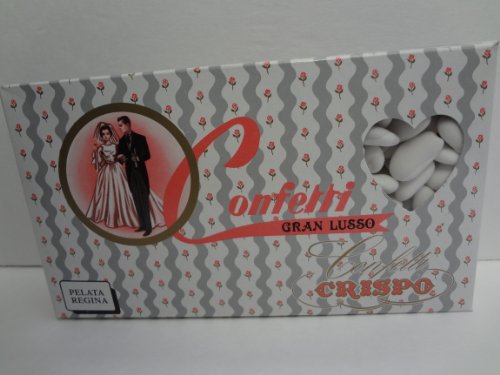 Confetti
GRAN LUSSO
Confetti
CRISPO
PELATA
REGINA